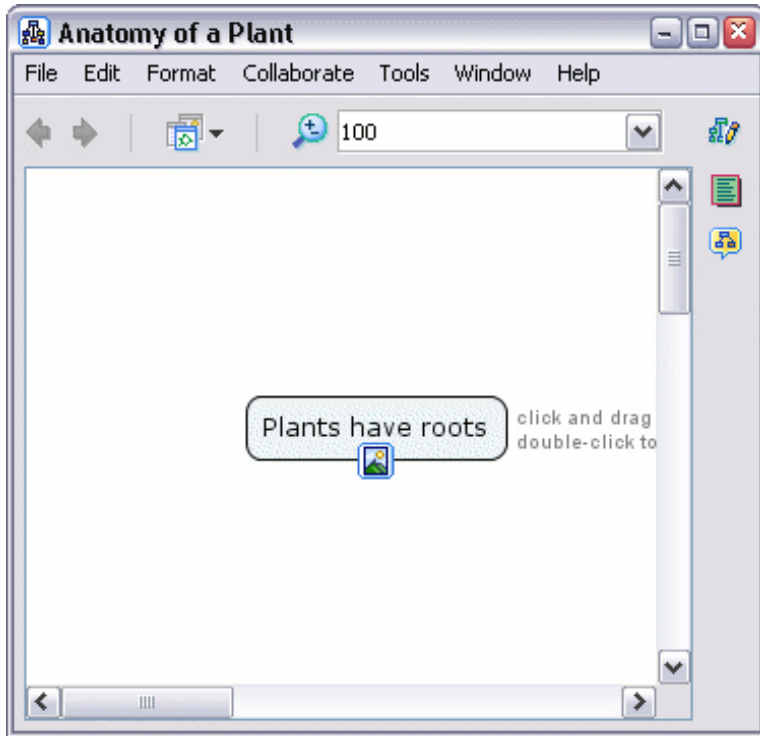 Anatomy of a Plant
File Edit Format Collaborate Tools Window Help
100
Plants have roots
click and drag
double-click to